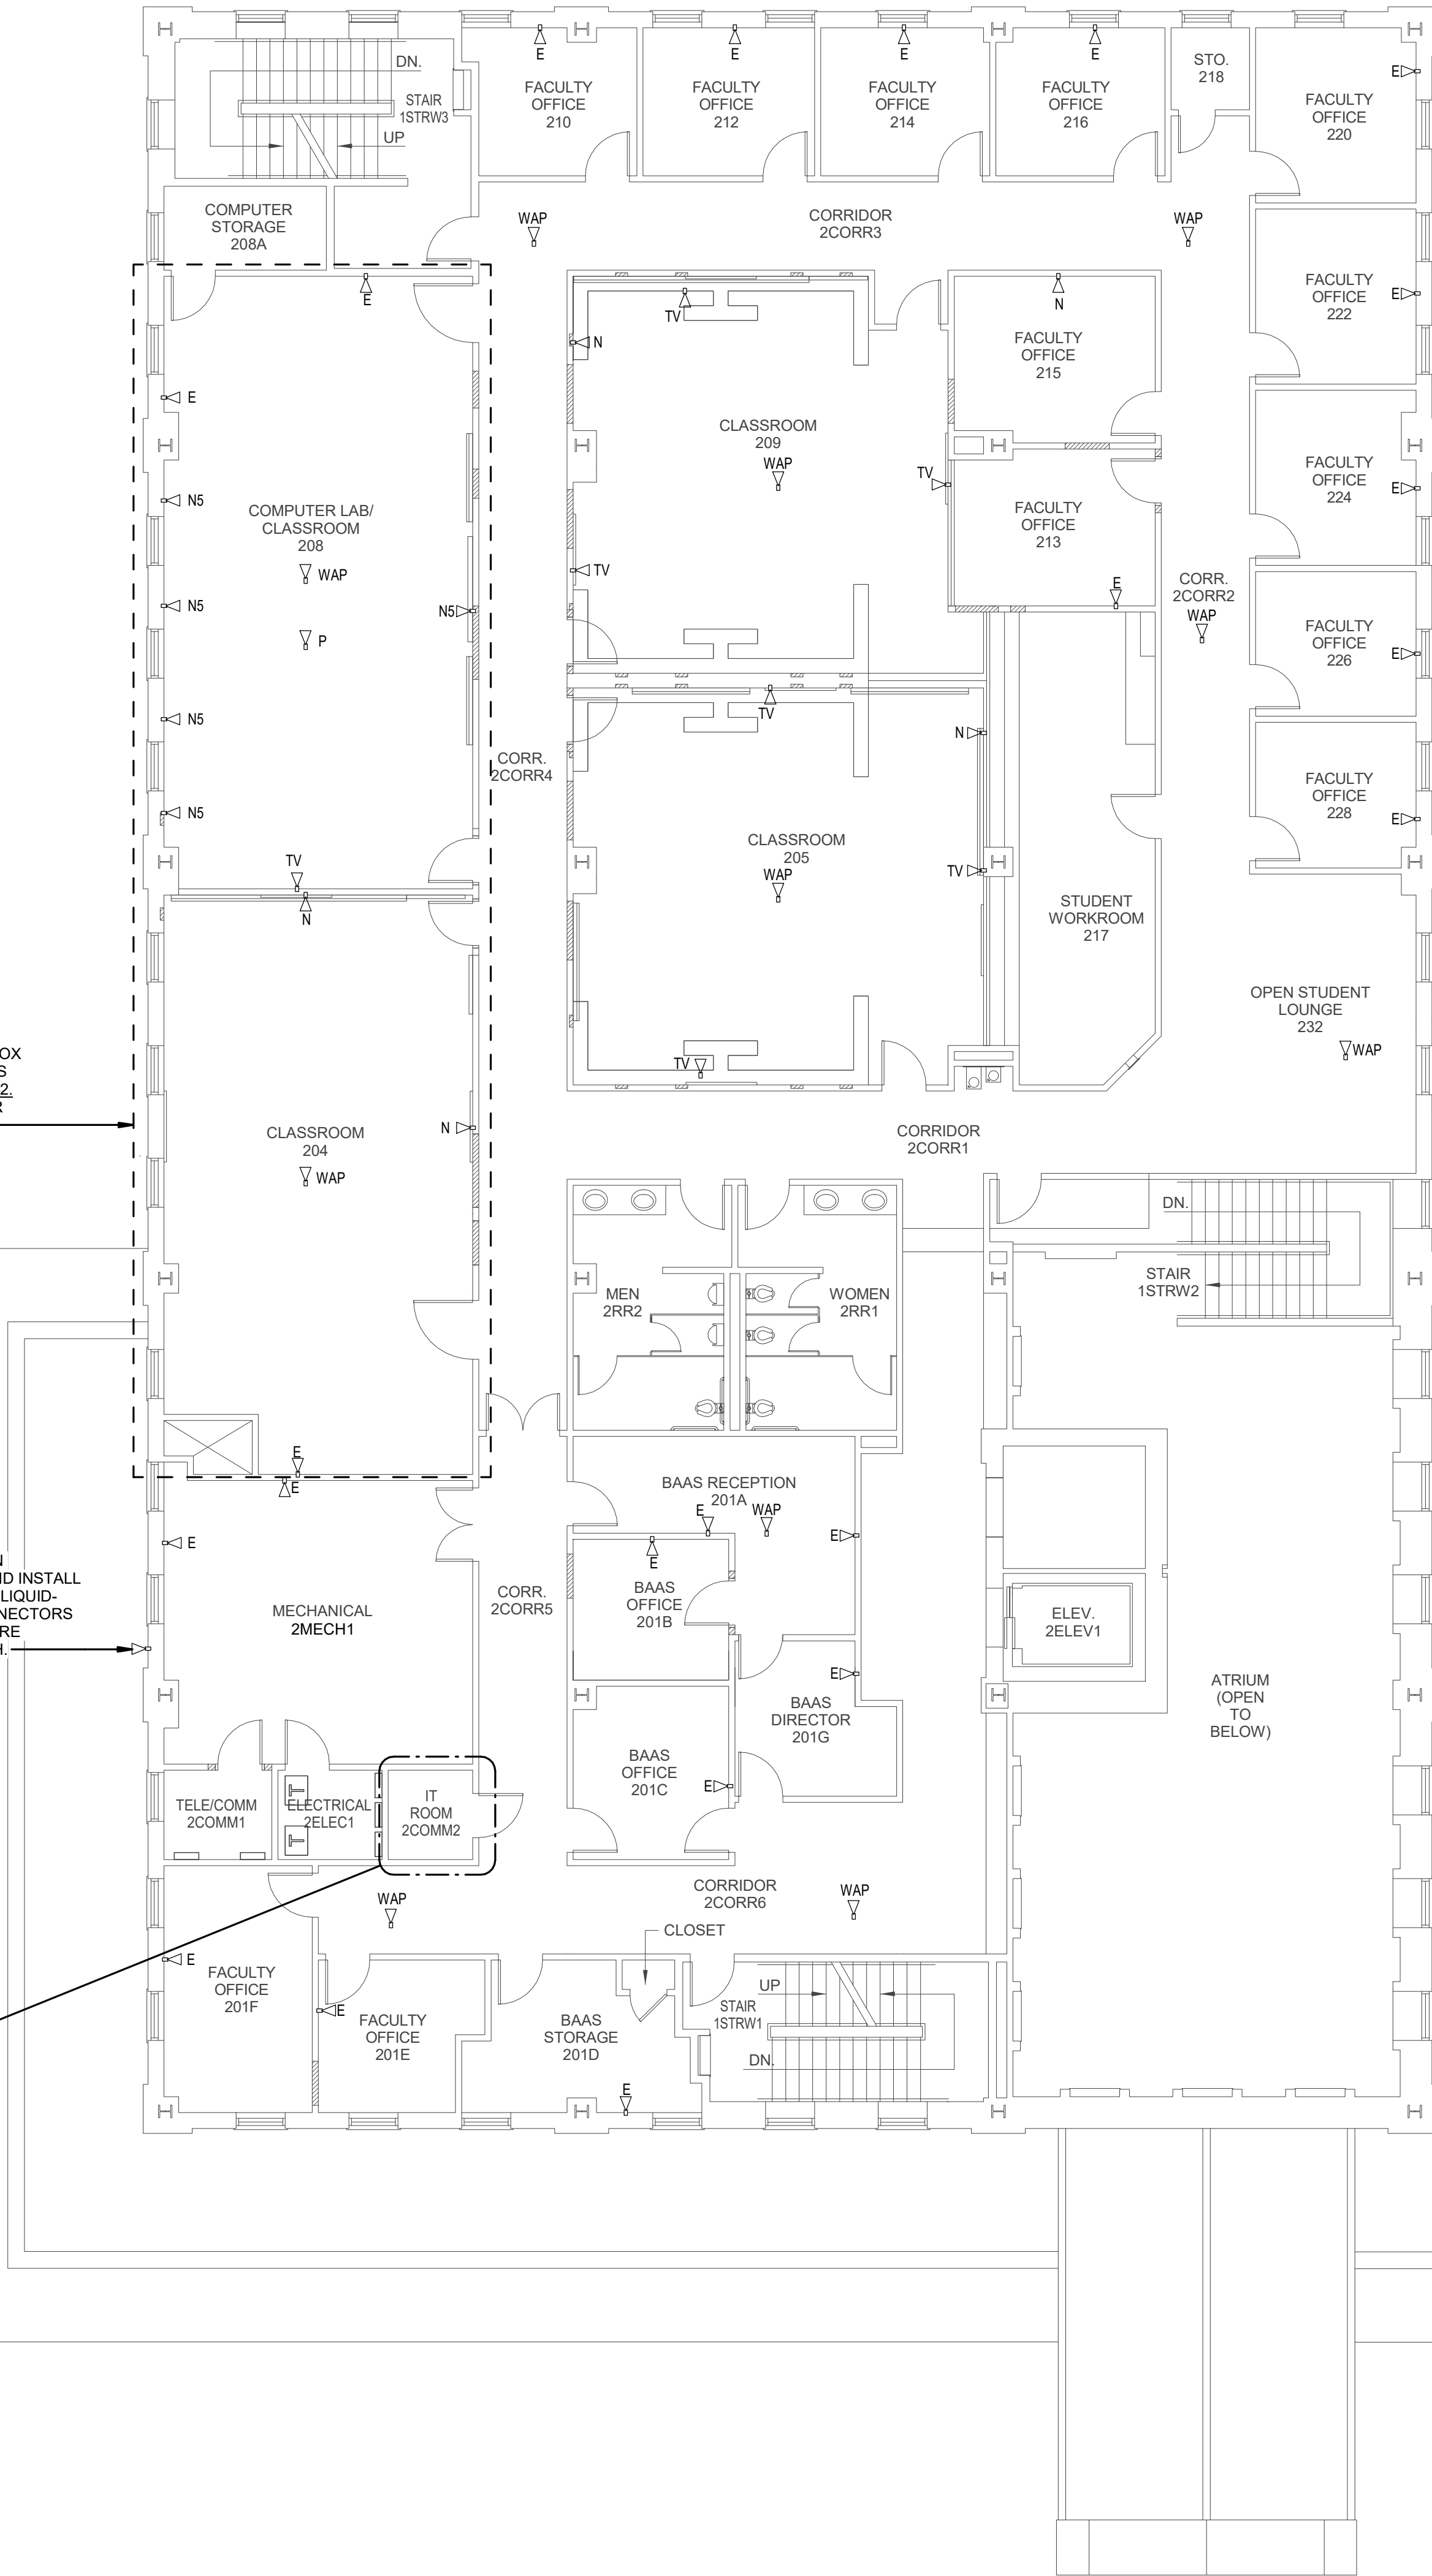 DN.
STAIR
1STRW3
UP
E
FACULTY
OFFICE
210
E
FACULTY
OFFICE
212
E
FACULTY
OFFICE
214
E
FACULTY
OFFICE
216
STO.
218
E
FACULTY
OFFICE
220
COMPUTER
STORAGE
208A
WAP
CORRIDOR
2CORR3
WAP
E
FACULTY
OFFICE
222
E
E
TV
N
N
FACULTY
OFFICE
215
CLASSROOM
209
WAP
TV
TV
FACULTY
OFFICE
213
E
FACULTY
OFFICE
224
E
N5
COMPUTER LAB/
CLASSROOM
208
WAP
N5
N5
P
N5
N5
TV
CORR.
2CORR2
WAP
FACULTY
OFFICE
226
E
CORR.
2CORR4
TV
N
FACULTY
OFFICE
228
E
CLASSROOM
205
WAP
TV
TV
STUDENT
WORKROOM
217
OPEN STUDENT
LOUNGE
232
WAP
N
CLASSROOM
204
N
WAP
E
OX
S
2.
R
CORRIDOR
2CORR1
DN.
STAIR
1STRW2
MEN
2RR2
WOMEN
2RR1
E
E
MECHANICAL
2MECH1
N
ND INSTALL
LIQUID-
NECTORS
RE
H.
CORR.
2CORR5
BAAS RECEPTION
201A
E
WAP
E
E
BAAS
OFFICE
201B
E
BAAS
DIRECTOR
201G
BAAS
OFFICE
201C
E
ELEV.
2ELEV1
ATRIUM
(OPEN
TO
BELOW)
TELE/COMM
2COMM1
ELECTRICAL
2ELEC1
IT
ROOM
2COMM2
WAP
CORRIDOR
2CORR6
WAP
CLOSET
E
FACULTY
OFFICE
201F
E
FACULTY
OFFICE
201E
BAAS
STORAGE
201D
E
UP
STAIR
1STRW1
DN.